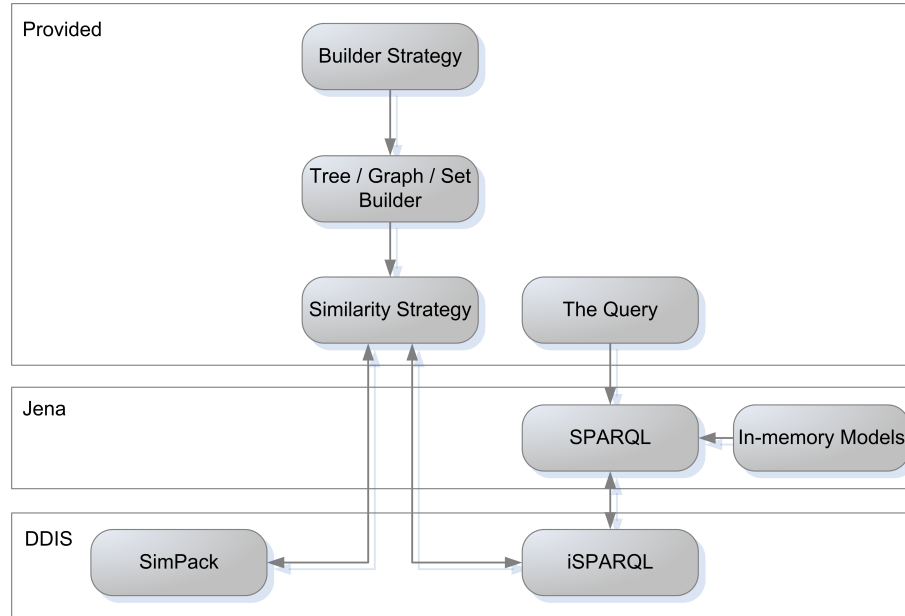 Provided
Builder Strategy
Tree / Graph / Set
Builder
Similarity Strategy
The Query
Jena
SPARQL
In-memory Models
DDIS
SimPack
iSPARQL